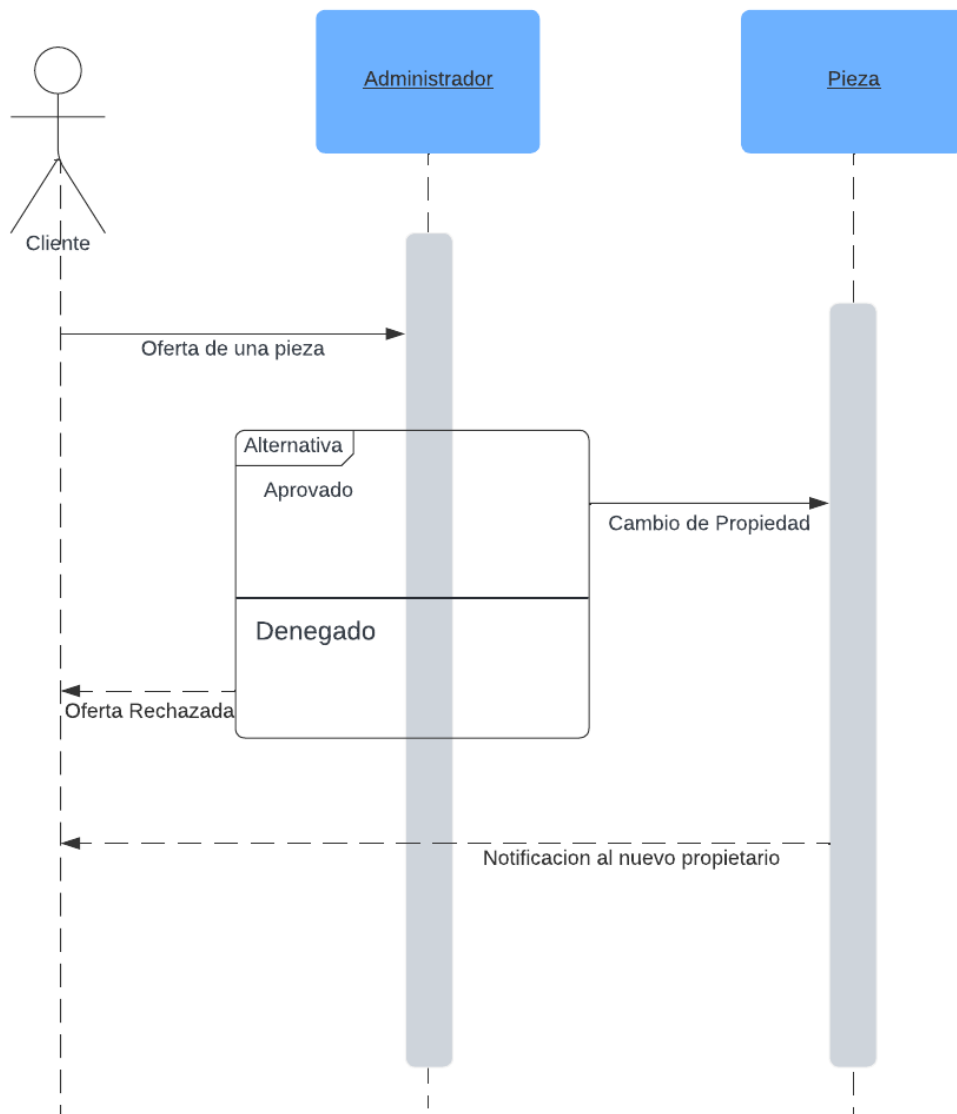 Administrador
Pieza
Cliente
Oferta de una pieza
Alternativa
Aprovado
Cambio de Propiedad
Denegado
Oferta Rechazada
Notificacion al nuevo propietario